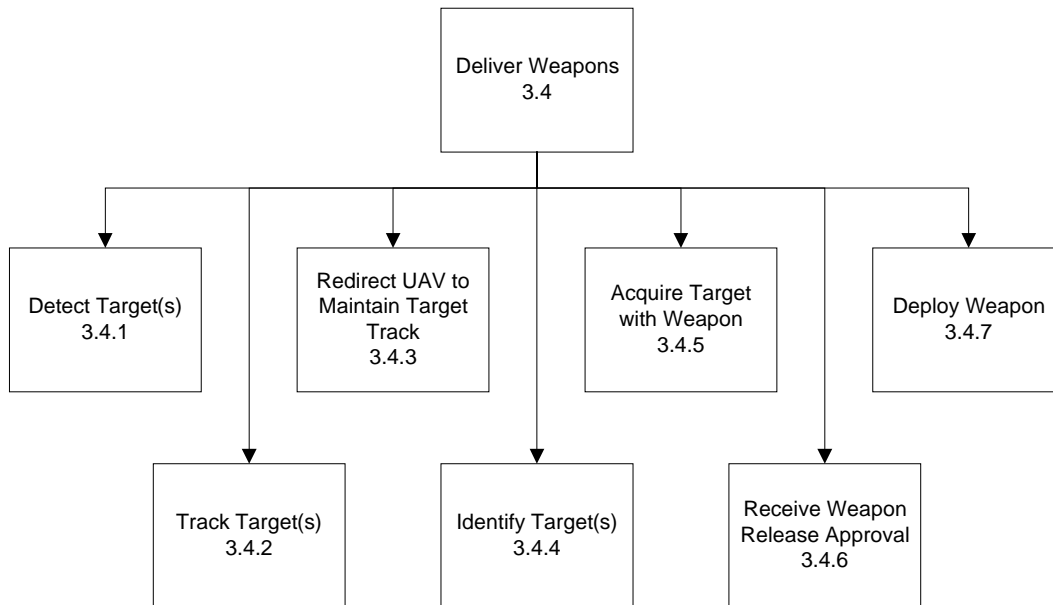 Deliver Weapons
3.4
Detect Target(s)
3.4.1
Redirect UAV to
Maintain Target
Track
3.4.3
Acquire Target
with Weapon
3.4.5
Deploy Weapon
3.4.7
Track Target(s)
3.4.2
Identify Target(s)
3.4.4
Receive Weapon
Release Approval
3.4.6